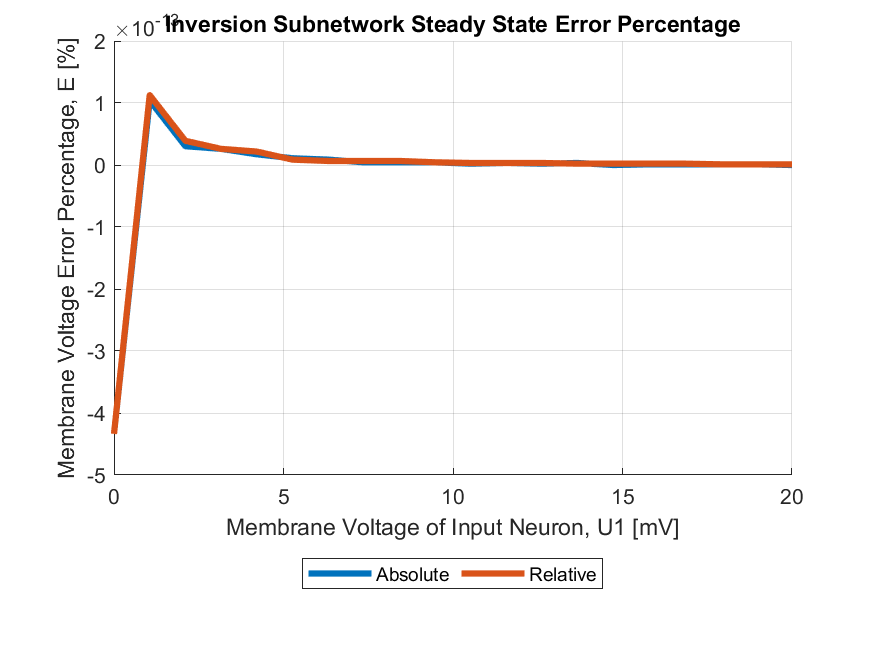 ×10-13
Inversion Subnetwork Steady State Error Percentage
Membrane Voltage Error Percentage, E [%]
2
1
0
-1
-2
-3
-4
-5
0 5 10 15 20
Membrane Voltage of Input Neuron, U1 [mV]
Absolute Relative